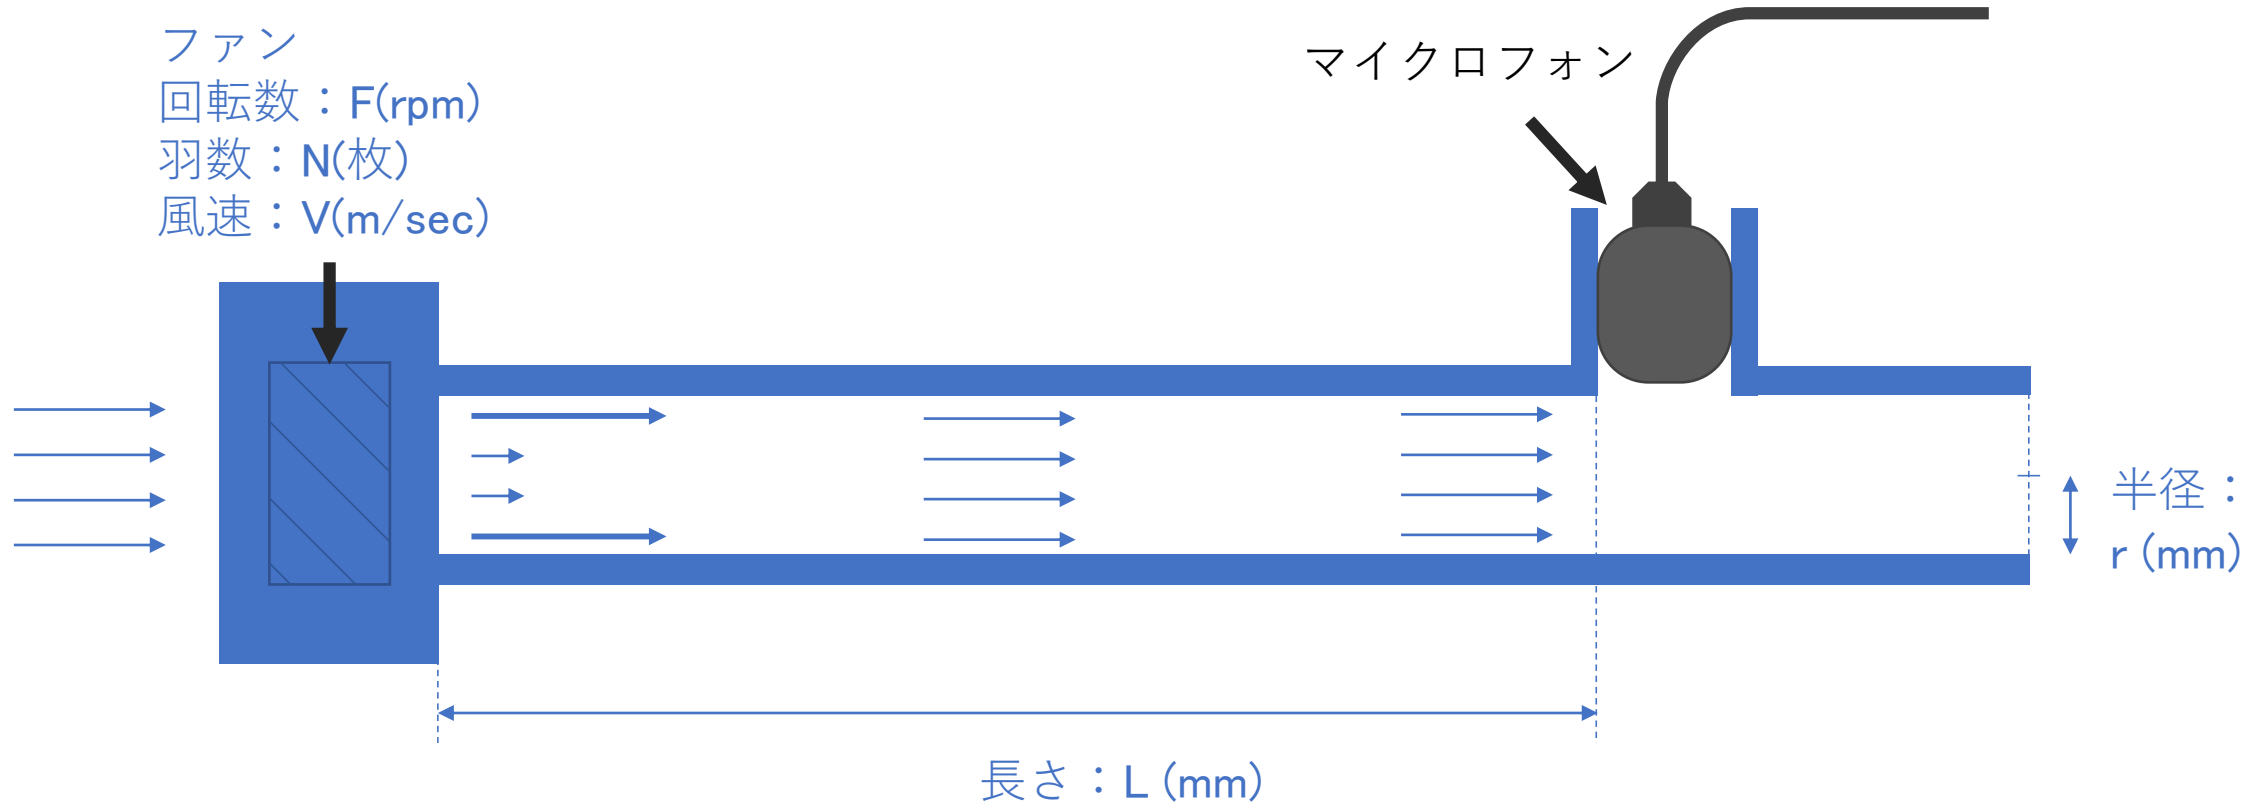 ファン
回転数：F(rpm)
羽数：N(枚)
風速：V(m/sec)
マイクロフォン
半径：
r (mm)
長さ：L (mm)